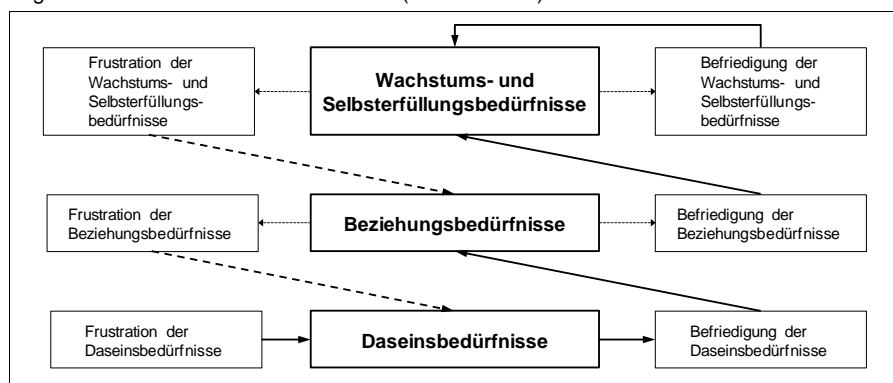 Frustration der
Wachstums- und
Selbsterfüllungs-
bedürfnisse
Wachstums- und
Selbsterfüllungsbedürfnisse
Befriedigung der
Wachstums- und
Selbsterfüllungs-
bedürfnisse
Frustration der
Beziehungsbedürfnisse
Beziehungsbedürfnisse
Befriedigung der
Beziehungsbedürfnisse
Frustration der
Daseinsbedürfnisse
Daseinsbedürfnisse
Befriedigung der
Daseinsbedürfnisse